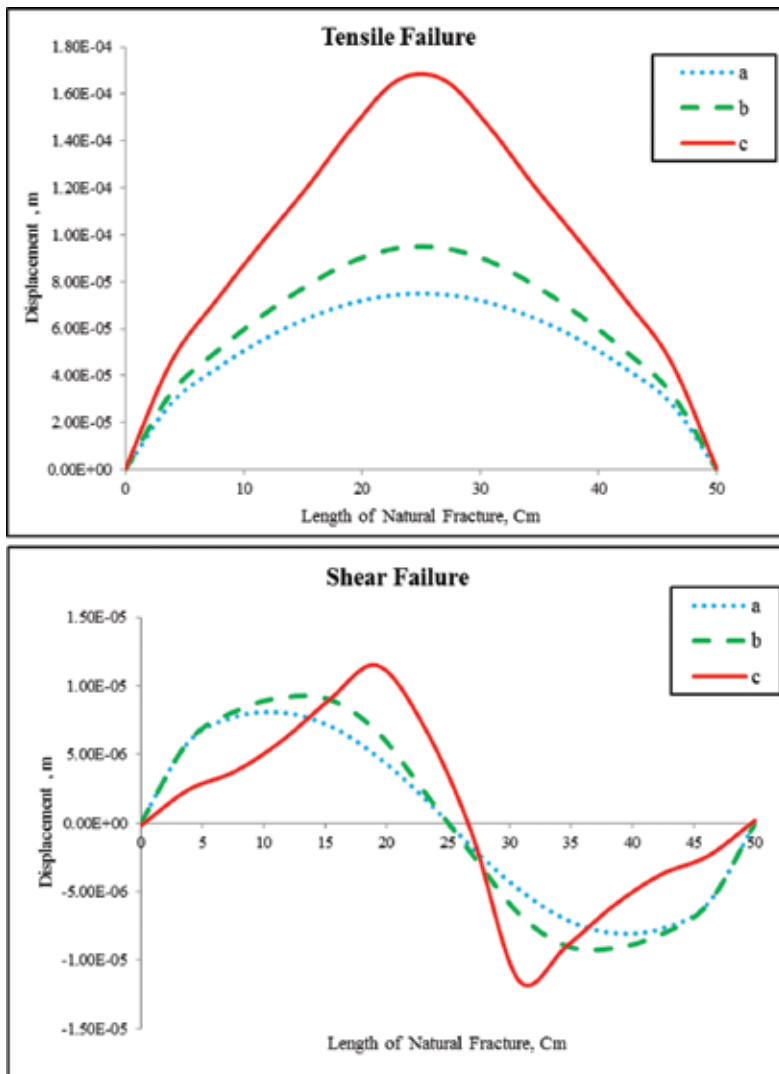 Tensile Failure
1.80E-04
1.60E-04
1.40E-04
1.20E-04
1.00E-04
8.00E-05
6.00E-05
4.00E-05
2.00E-05
0.00E+00
Displacement , m
0
10
20
30
40
50
Length of Natural Fracture, Cm
a
b
c
Shear Failure
1.50E-05
1.00E-05
5.00E-06
0.00E+00
-5.00E-06
-1.00E-05
-1.50E-05
Displacement , m
0
5
10
15
20
25
30
35
40
45
50
Length of Natural Fracture, Cm
a
b
c